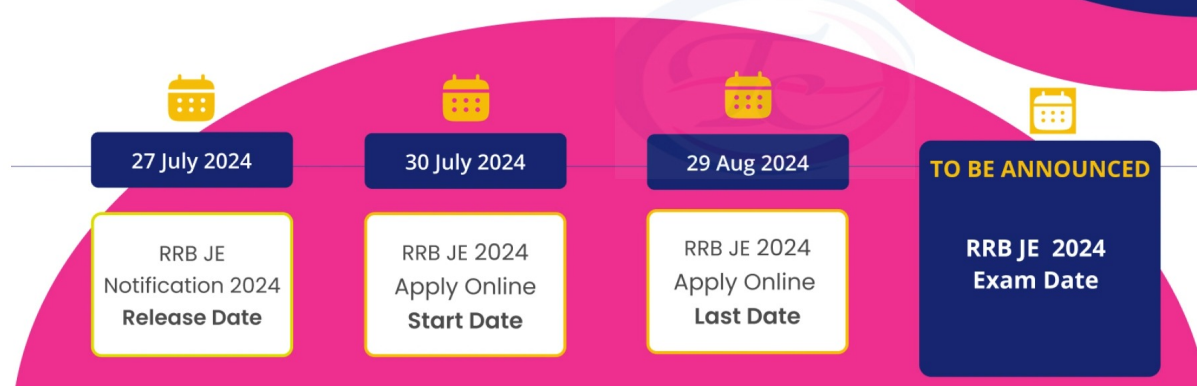 27 July 2024
RRB JE
Notification 2024
Release Date
30 July 2024
RRB JE 2024
Apply Online
Start Date
29 Aug 2024
RRB JE 2024
Apply Online
Last Date
TO BE ANNOUNCED
RRB JE 2024
Exam Date